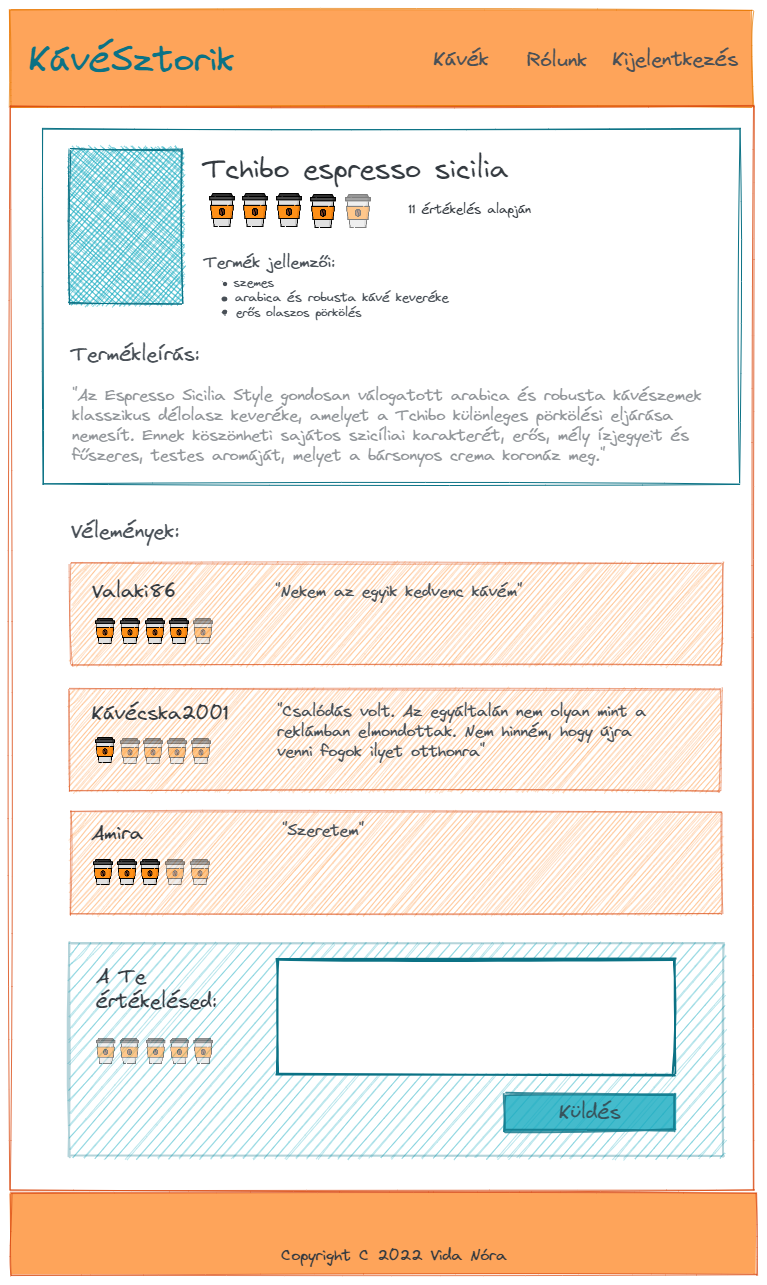 KávéSztorik
Kávék Rólunk Kijelentkezés
Tchibo espresso sicilia
11 értékelés alapján
Termék jellemzői:
• szemes
• arabica és robusta kávé keveréke
• erős olaszos pörkölés
Termékleírás:
"Az Espresso Sicilia Style gondosan válogatott arabica és robusta kávészemek
klasszikus délolasz keveréke, amelyet a Tchibo különleges pörkölési eljárása
nemesít. Ennek köszönheti sajátos szicíliai karakterét, erős, mély ízjegyeit és
fűszeres, testes aromáját, melyet a bársonyos crema koronáz meg."
Vélemények:
Valaki86
"Nekem az egyik kedvenc kávém"
Kávécska2001
"Csalódás volt. Az egyáltalán nem olyan mint a
reklámban elmondottak. Nem hinném, hogy újra
venni fogok ilyet otthonra"
Amira
"Szeretem"
A Te
értékelésed:
Küldés
Copyright C 2022 Vida Nóra